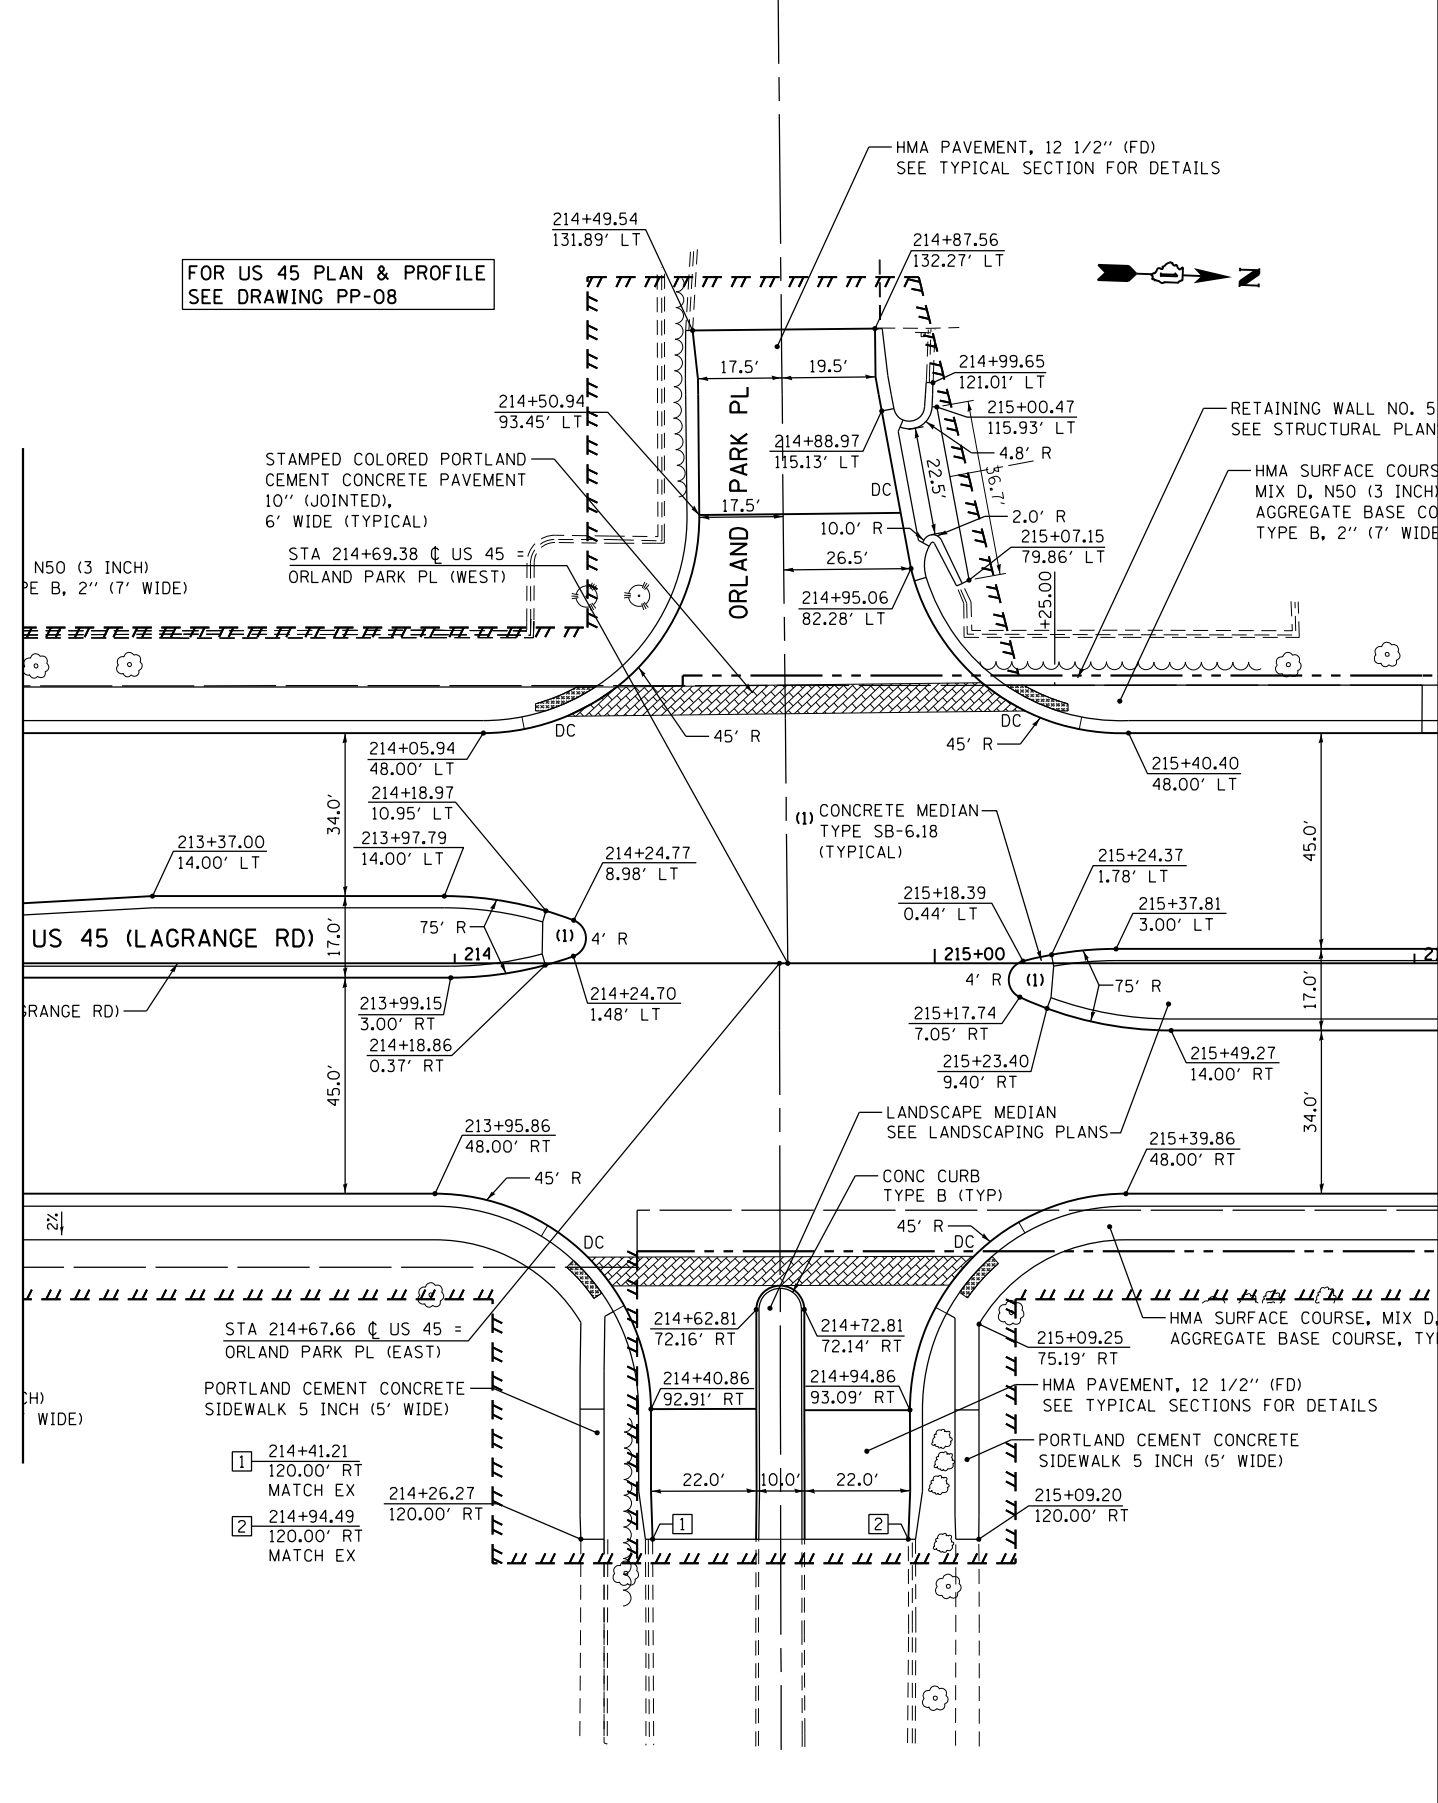 HMA PAVEMENT, 12 1/2" (FD)
SEE TYPICAL SECTION FOR DETAILS
214+49.54
131.89' LT
214+87.56
132.27' LT
FOR US 45 PLAN & PROFILE
SEE DRAWING PP-08
N
17.5'
19.5'
214+99.65
121.01' LT
214+50.94
93.45' LT
215+00.47
115.93' LT
RETAINING WALL NO. 5
SEE STRUCTURAL PLAN
214+88.97
115.13' LT
4.8' R
22.5'
36.7'
ORLAND PARK PL
STAMPED COLORED PORTLAND
CEMENT CONCRETE PAVEMENT
10" (JOINTED),
6' WIDE (TYPICAL)
HMA SURFACE COURS
MIX D, N50 (3 INCH)
AGGREGATE BASE CO
TYPE B, 2" (7' WIDE
DC
17.5'
10.0' R
2.0' R
215+07.15
79.86' LT
STA 214+69.38 ℄ US 45 =
ORLAND PARK PL (WEST)
N50 (3 INCH)
PE B, 2" (7' WIDE)
26.5'
214+95.06
82.28' LT
+25.00
DC
DC
45' R
45' R
214+05.94
48.00' LT
215+40.40
48.00' LT
34.0'
214+18.97
10.95' LT
(1) CONCRETE MEDIAN
TYPE SB-6.18
(TYPICAL)
45.0'
213+37.00
14.00' LT
213+97.79
14.00' LT
214+24.77
8.98' LT
215+24.37
1.78' LT
215+18.39
0.44' LT
215+37.81
3.00' LT
US 45 (LAGRANGE RD)
17.0'
75' R
(1)
4' R
214
215+00
4' R
(1)
75' R
17.0'
GRANGE RD)
213+99.15
3.00' RT
214+24.70
1.48' LT
215+17.74
7.05' RT
214+18.86
0.37' RT
215+23.40
9.40' RT
215+49.27
14.00' RT
45.0'
34.0'
LANDSCAPE MEDIAN
SEE LANDSCAPING PLANS
213+95.86
48.00' RT
215+39.86
48.00' RT
45' R
CONC CURB
TYPE B (TYP)
2%
45' R
DC
DC
214+62.81
72.16' RT
214+72.81
72.14' RT
HMA SURFACE COURSE, MIX D,
AGGREGATE BASE COURSE, TY
STA 214+67.66 ℄ US 45 =
ORLAND PARK PL (EAST)
215+09.25
75.19' RT
CH)
WIDE)
PORTLAND CEMENT CONCRETE
SIDEWALK 5 INCH (5' WIDE)
214+40.86
92.91' RT
214+94.86
93.09' RT
HMA PAVEMENT, 12 1/2" (FD)
SEE TYPICAL SECTIONS FOR DETAILS
PORTLAND CEMENT CONCRETE
SIDEWALK 5 INCH (5' WIDE)
1 214+41.21
120.00' RT
MATCH EX
22.0'
10.0'
22.0'
214+26.27
120.00' RT
215+09.20
120.00' RT
2 214+94.49
120.00' RT
MATCH EX
1
2